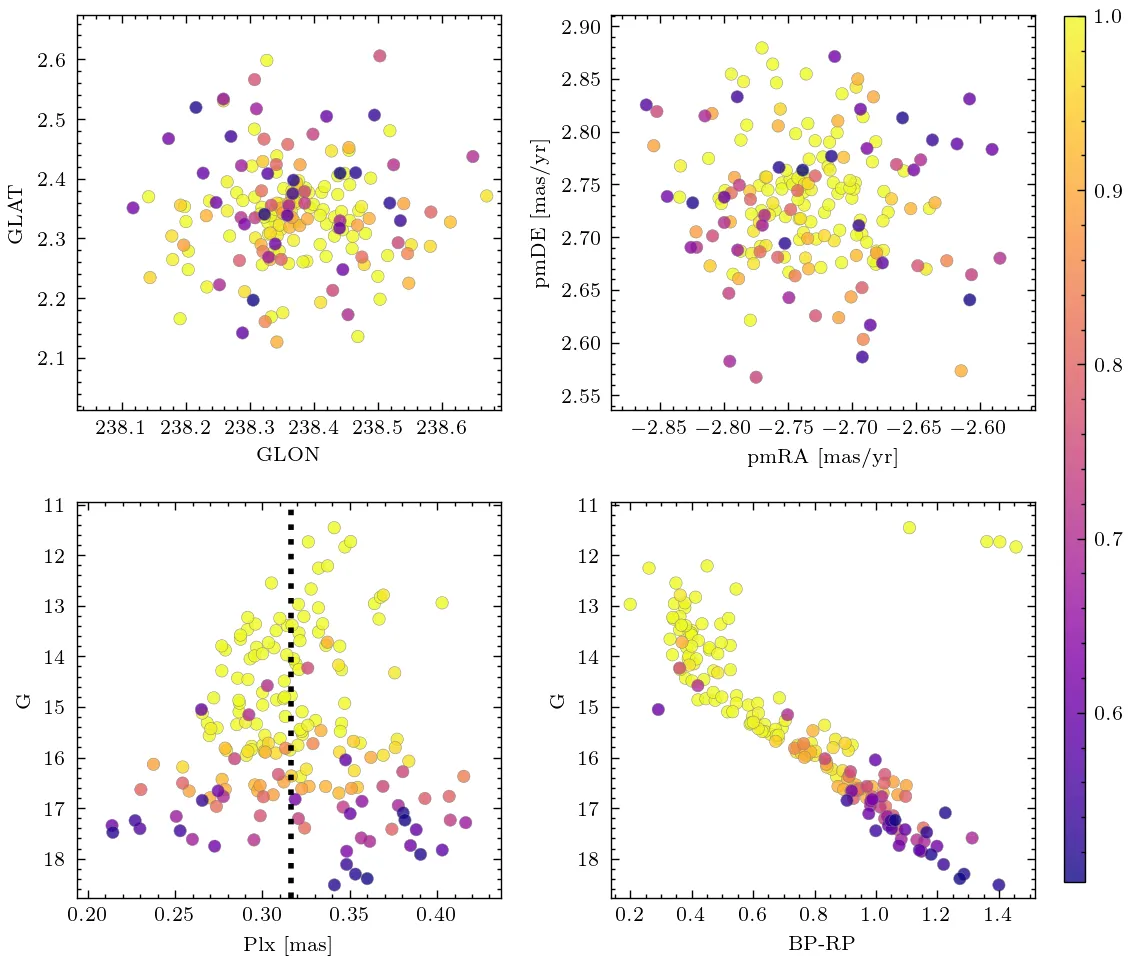 2.6
2.5
2.4
2.3
2.2
2.1
GLAT
238.1 238.2 238.3 238.4 238.5 238.6
GLON
2.90
2.85
2.80
2.75
2.70
2.65
2.60
2.55
pmDE [mas/yr]
−2.85 −2.80 −2.75 −2.70 −2.65 −2.60
pmRA [mas/yr]
1.0
0.9
0.8
0.7
0.6
11
12
13
14
15
16
17
18
G
0.20 0.25 0.30 0.35 0.40
Plx [mas]
11
12
13
14
15
16
17
18
G
0.2 0.4 0.6 0.8 1.0 1.2 1.4
BP-RP